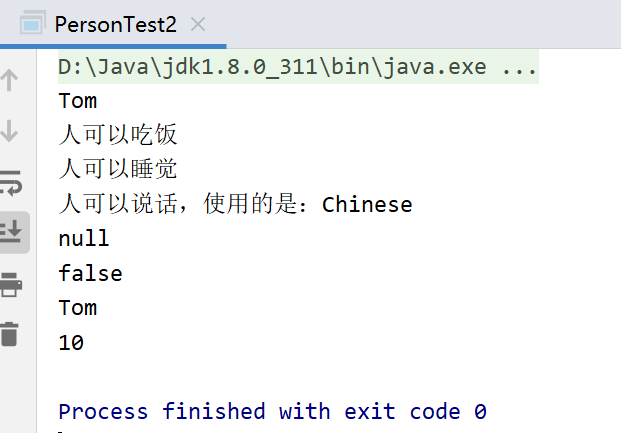 PersonTest2
D:\Java\jdk1.8.0_311\bin\java.exe ...
Tom
人可以吃饭
人可以睡觉
人可以说话，使用的是：Chinese
null
false
Tom
10
Process finished with exit code 0